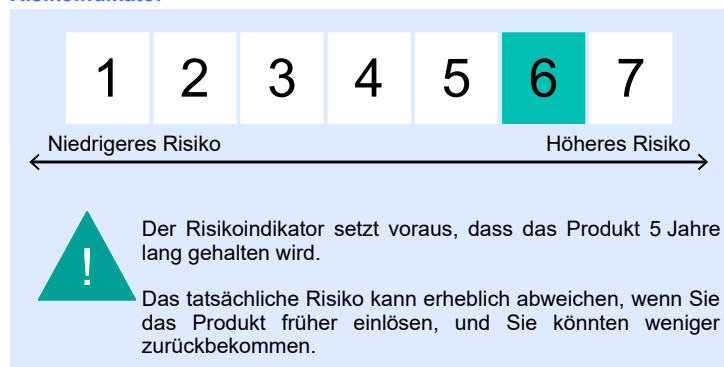 Risikoindikator
1 2 3 4 5 6 7
Niedrigeres Risiko Höheres Risiko
!
Der Risikoindikator setzt voraus, dass das Produkt 5 Jahre
lang gehalten wird.
Das tatsächliche Risiko kann erheblich abweichen, wenn Sie
das Produkt früher einlösen, und Sie könnten weniger
zurückbekommen.